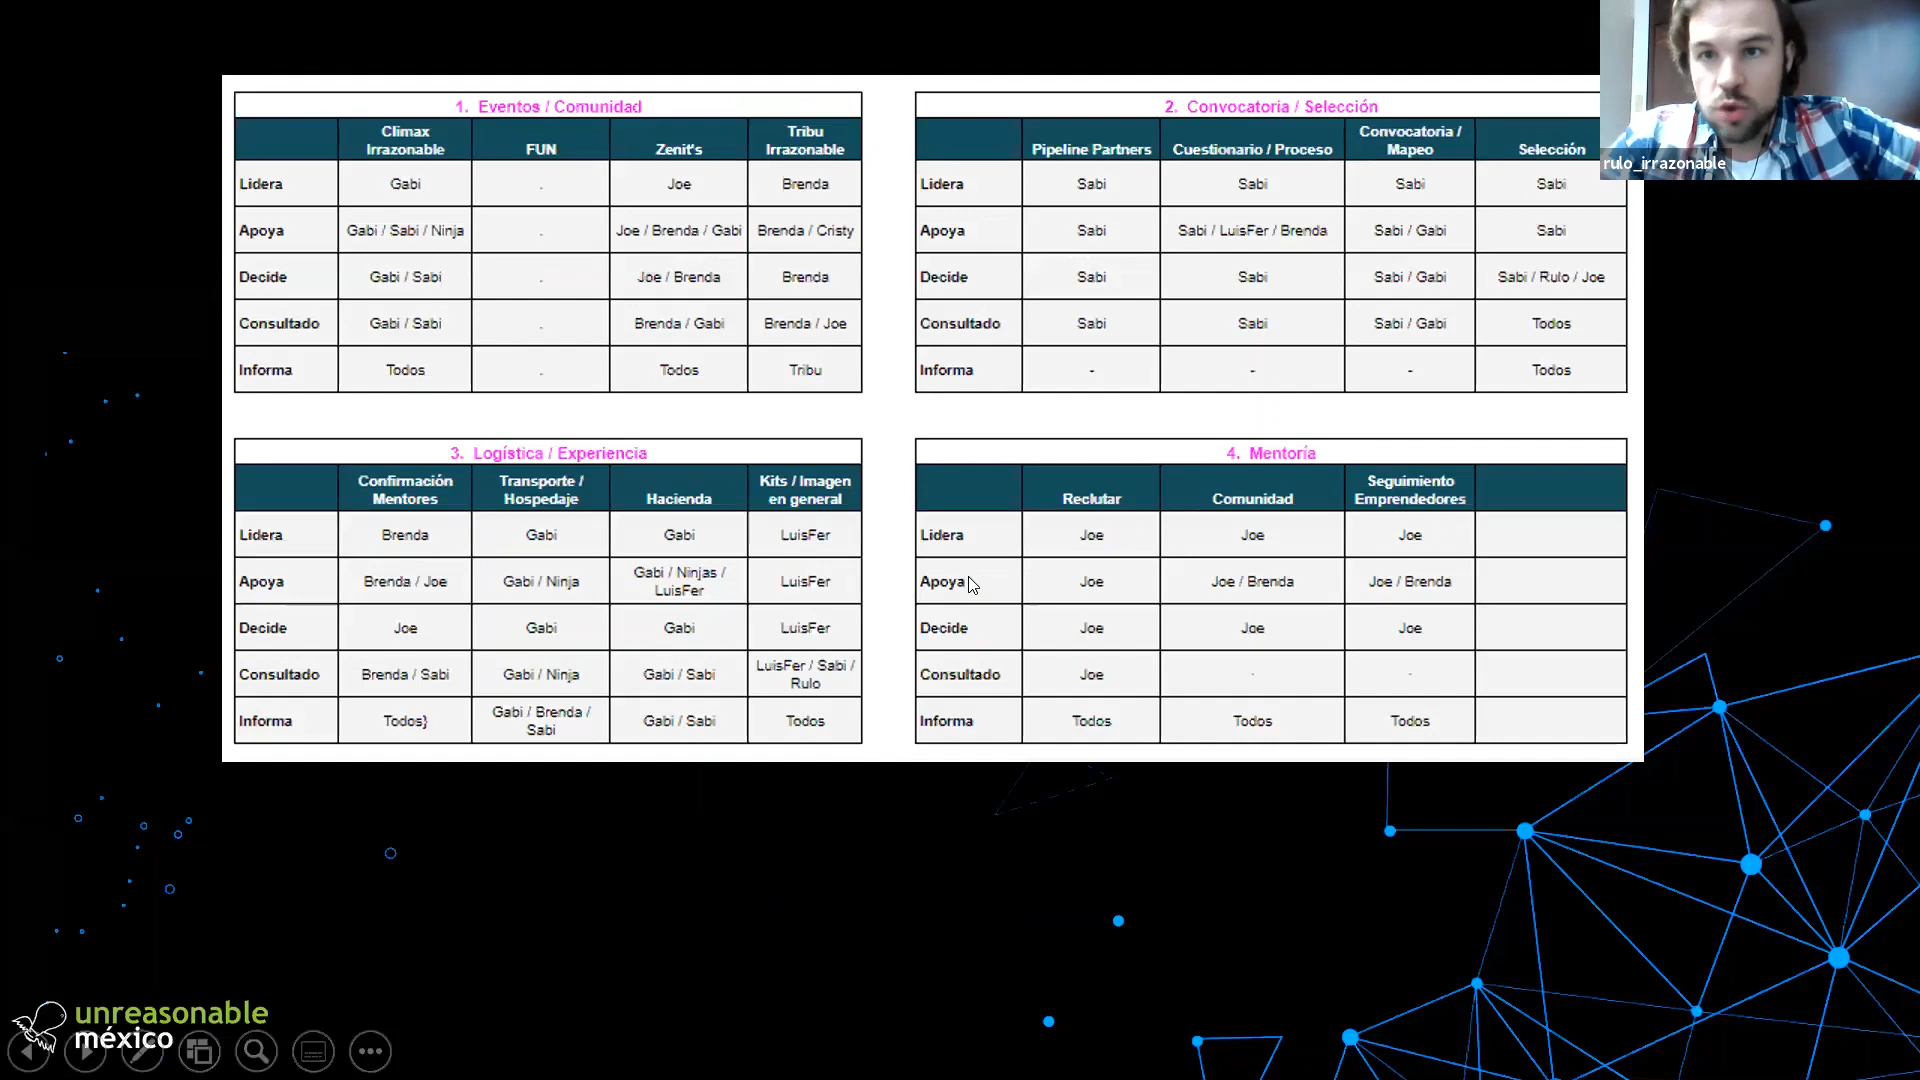 1. Eventos / Comunidad
Climax Irrazonable FUN Zenit's Tribu Irrazonable
Lidera Gabi . Joe Brenda
Apoya Gabi / Sabi / Ninja . Joe / Brenda / Gabi Brenda / Cristy
Decide Gabi / Sabi . Joe / Brenda Brenda
Consultado Gabi / Sabi . Brenda / Gabi Brenda / Joe
Informa Todos . Todos Tribu
2. Convocatoria / Selección
Pipeline Partners Cuestionario / Proceso Convocatoria / Mapeo Selección
Lidera Sabi Sabi Sabi Sabi
Apoya Sabi Sabi / LuisFer / Brenda Sabi / Gabi Sabi
Decide Sabi Sabi Sabi / Gabi Sabi / Rulo / Joe
Consultado Sabi Sabi Sabi / Gabi Todos
Informa - - - Todos
3. Logística / Experiencia
Confirmación Mentores Transporte / Hospedaje Hacienda Kits / Imagen en general
Lidera Brenda Gabi Gabi LuisFer
Apoya Brenda / Joe Gabi / Ninja Gabi / Ninjas / LuisFer LuisFer
Decide Joe Gabi Gabi LuisFer
Consultado Brenda / Sabi Gabi / Ninja Gabi / Sabi LuisFer / Sabi / Rulo
Informa Todos} Gabi / Brenda / Sabi Gabi / Sabi Todos
4. Mentoría
Reclutar Comunidad Seguimiento Emprendedores
Lidera Joe Joe Joe
Apoya Joe Joe / Brenda Joe / Brenda
Decide Joe Joe Joe
Consultado Joe - -
Informa Todos Todos Todos
rulo_irrazonable
unreasonable
méxico